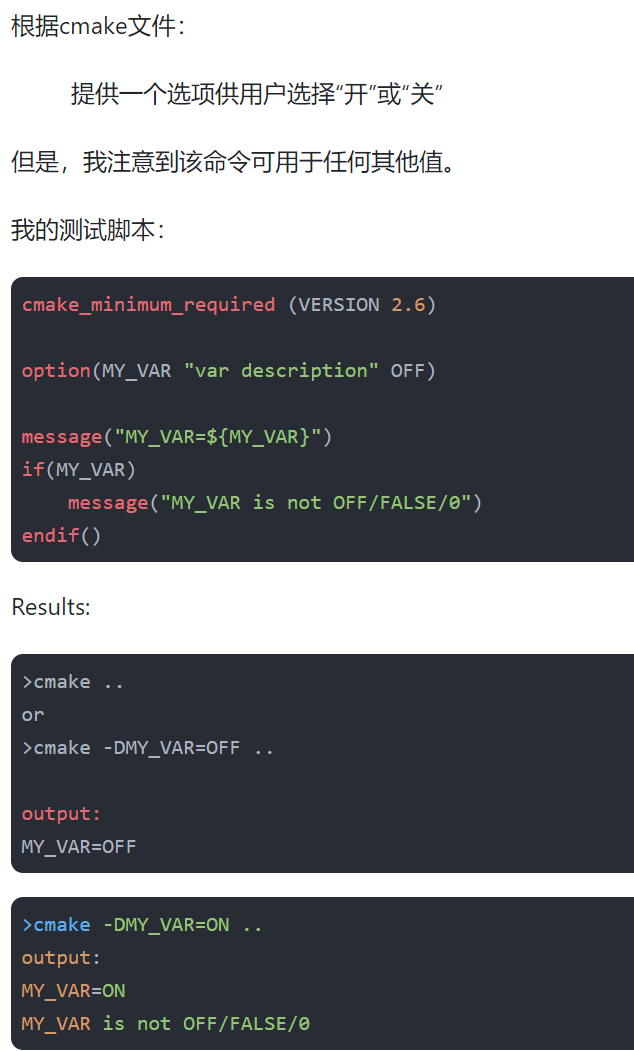 根据cmake文件：
提供一个选项供用户选择“开”或“关”
但是，我注意到该命令可用于任何其他值。
我的测试脚本：
cmake_minimum_required (VERSION 2.6)
option(MY_VAR "var description" OFF)
message("MY_VAR=${MY_VAR}")
if(MY_VAR)
    message("MY_VAR is not OFF/FALSE/0")
endif()
Results:
>cmake ..
or
>cmake -DMY_VAR=OFF ..
output:
MY_VAR=OFF
>cmake -DMY_VAR=ON ..
output:
MY_VAR=ON
MY_VAR is not OFF/FALSE/0